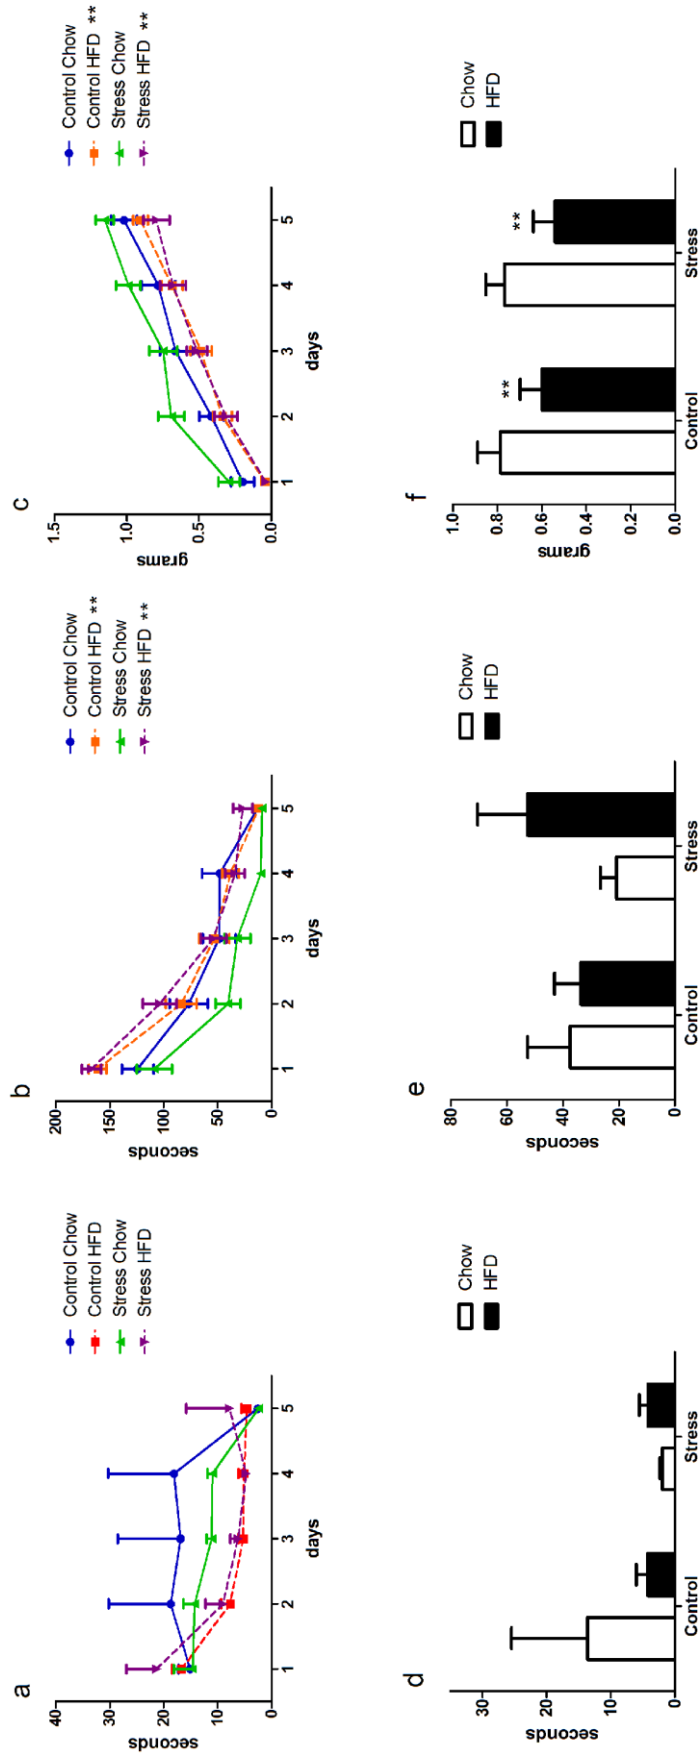 a
Control Chow
Control HFD
Stress Chow
Stress HFD
40
30
20
10
0
seconds
1 2 3 4 5
days
b
Control Chow
Control HFD **
Stress Chow
Stress HFD **
200
150
100
50
0
seconds
1 2 3 4 5
days
c
Control Chow
Control HFD **
Stress Chow
Stress HFD **
1.5
1.0
0.5
0.0
grams
1 2 3 4 5
days
d
Chow
HFD
30
20
10
0
seconds
Control Stress
e
Chow
HFD
80
60
40
20
0
seconds
Control Stress
f
Chow
HFD
1.0
0.8
0.6
0.4
0.2
0.0
grams
** **
Control Stress